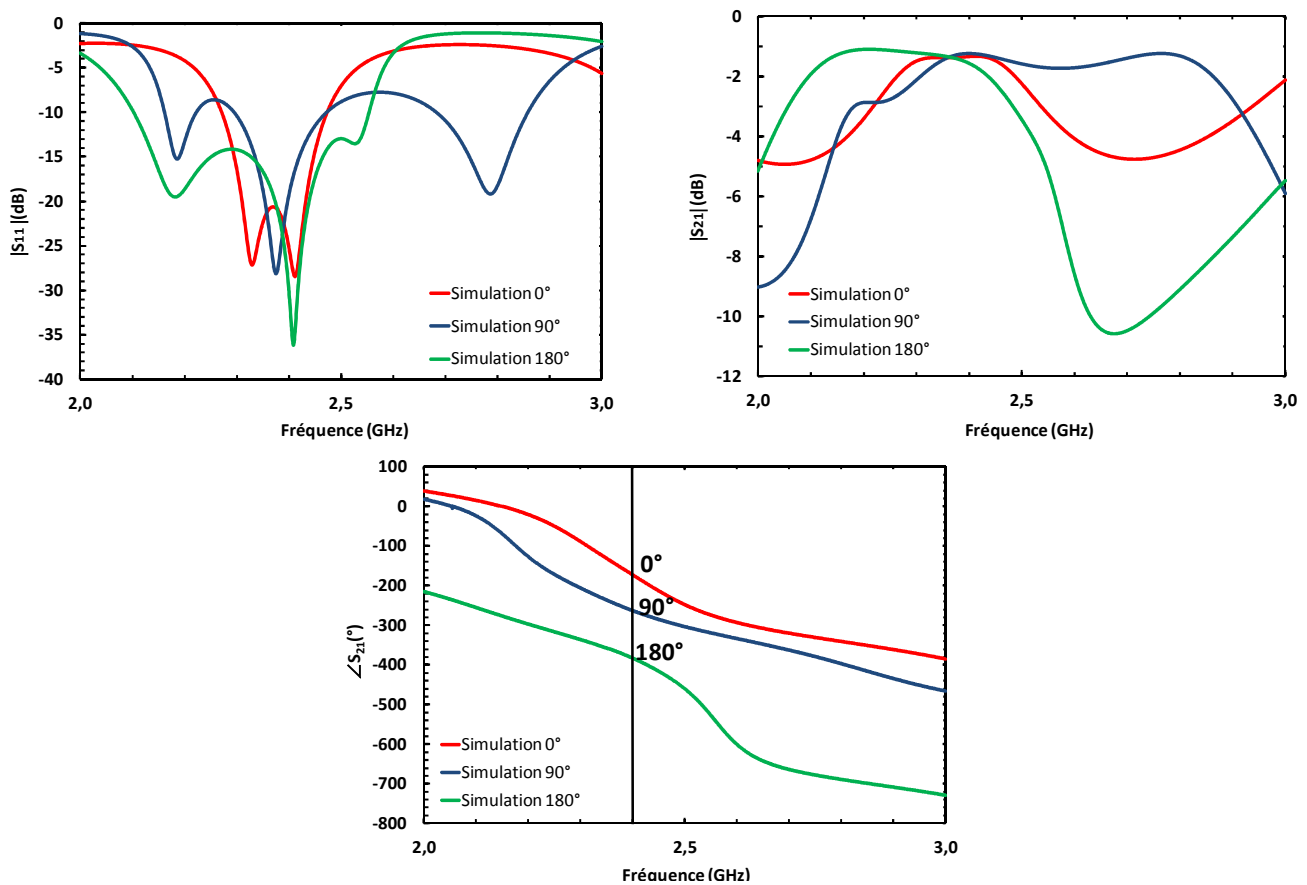 0
-5
-10
-15
-20
-25
-30
-35
-40
|S11|(dB)
Simulation 0°
Simulation 90°
Simulation 180°
2,0
2,5
3,0
Fréquence (GHz)
0
-2
-4
-6
-8
-10
-12
|S21|(dB)
Simulation 0°
Simulation 90°
Simulation 180°
2,0
2,5
3,0
Fréquence (GHz)
100
0
-100
-200
-300
-400
-500
-600
-700
-800
∠S21(°)
0°
90°
180°
Simulation 0°
Simulation 90°
Simulation 180°
2,0
2,5
3,0
Fréquence (GHz)